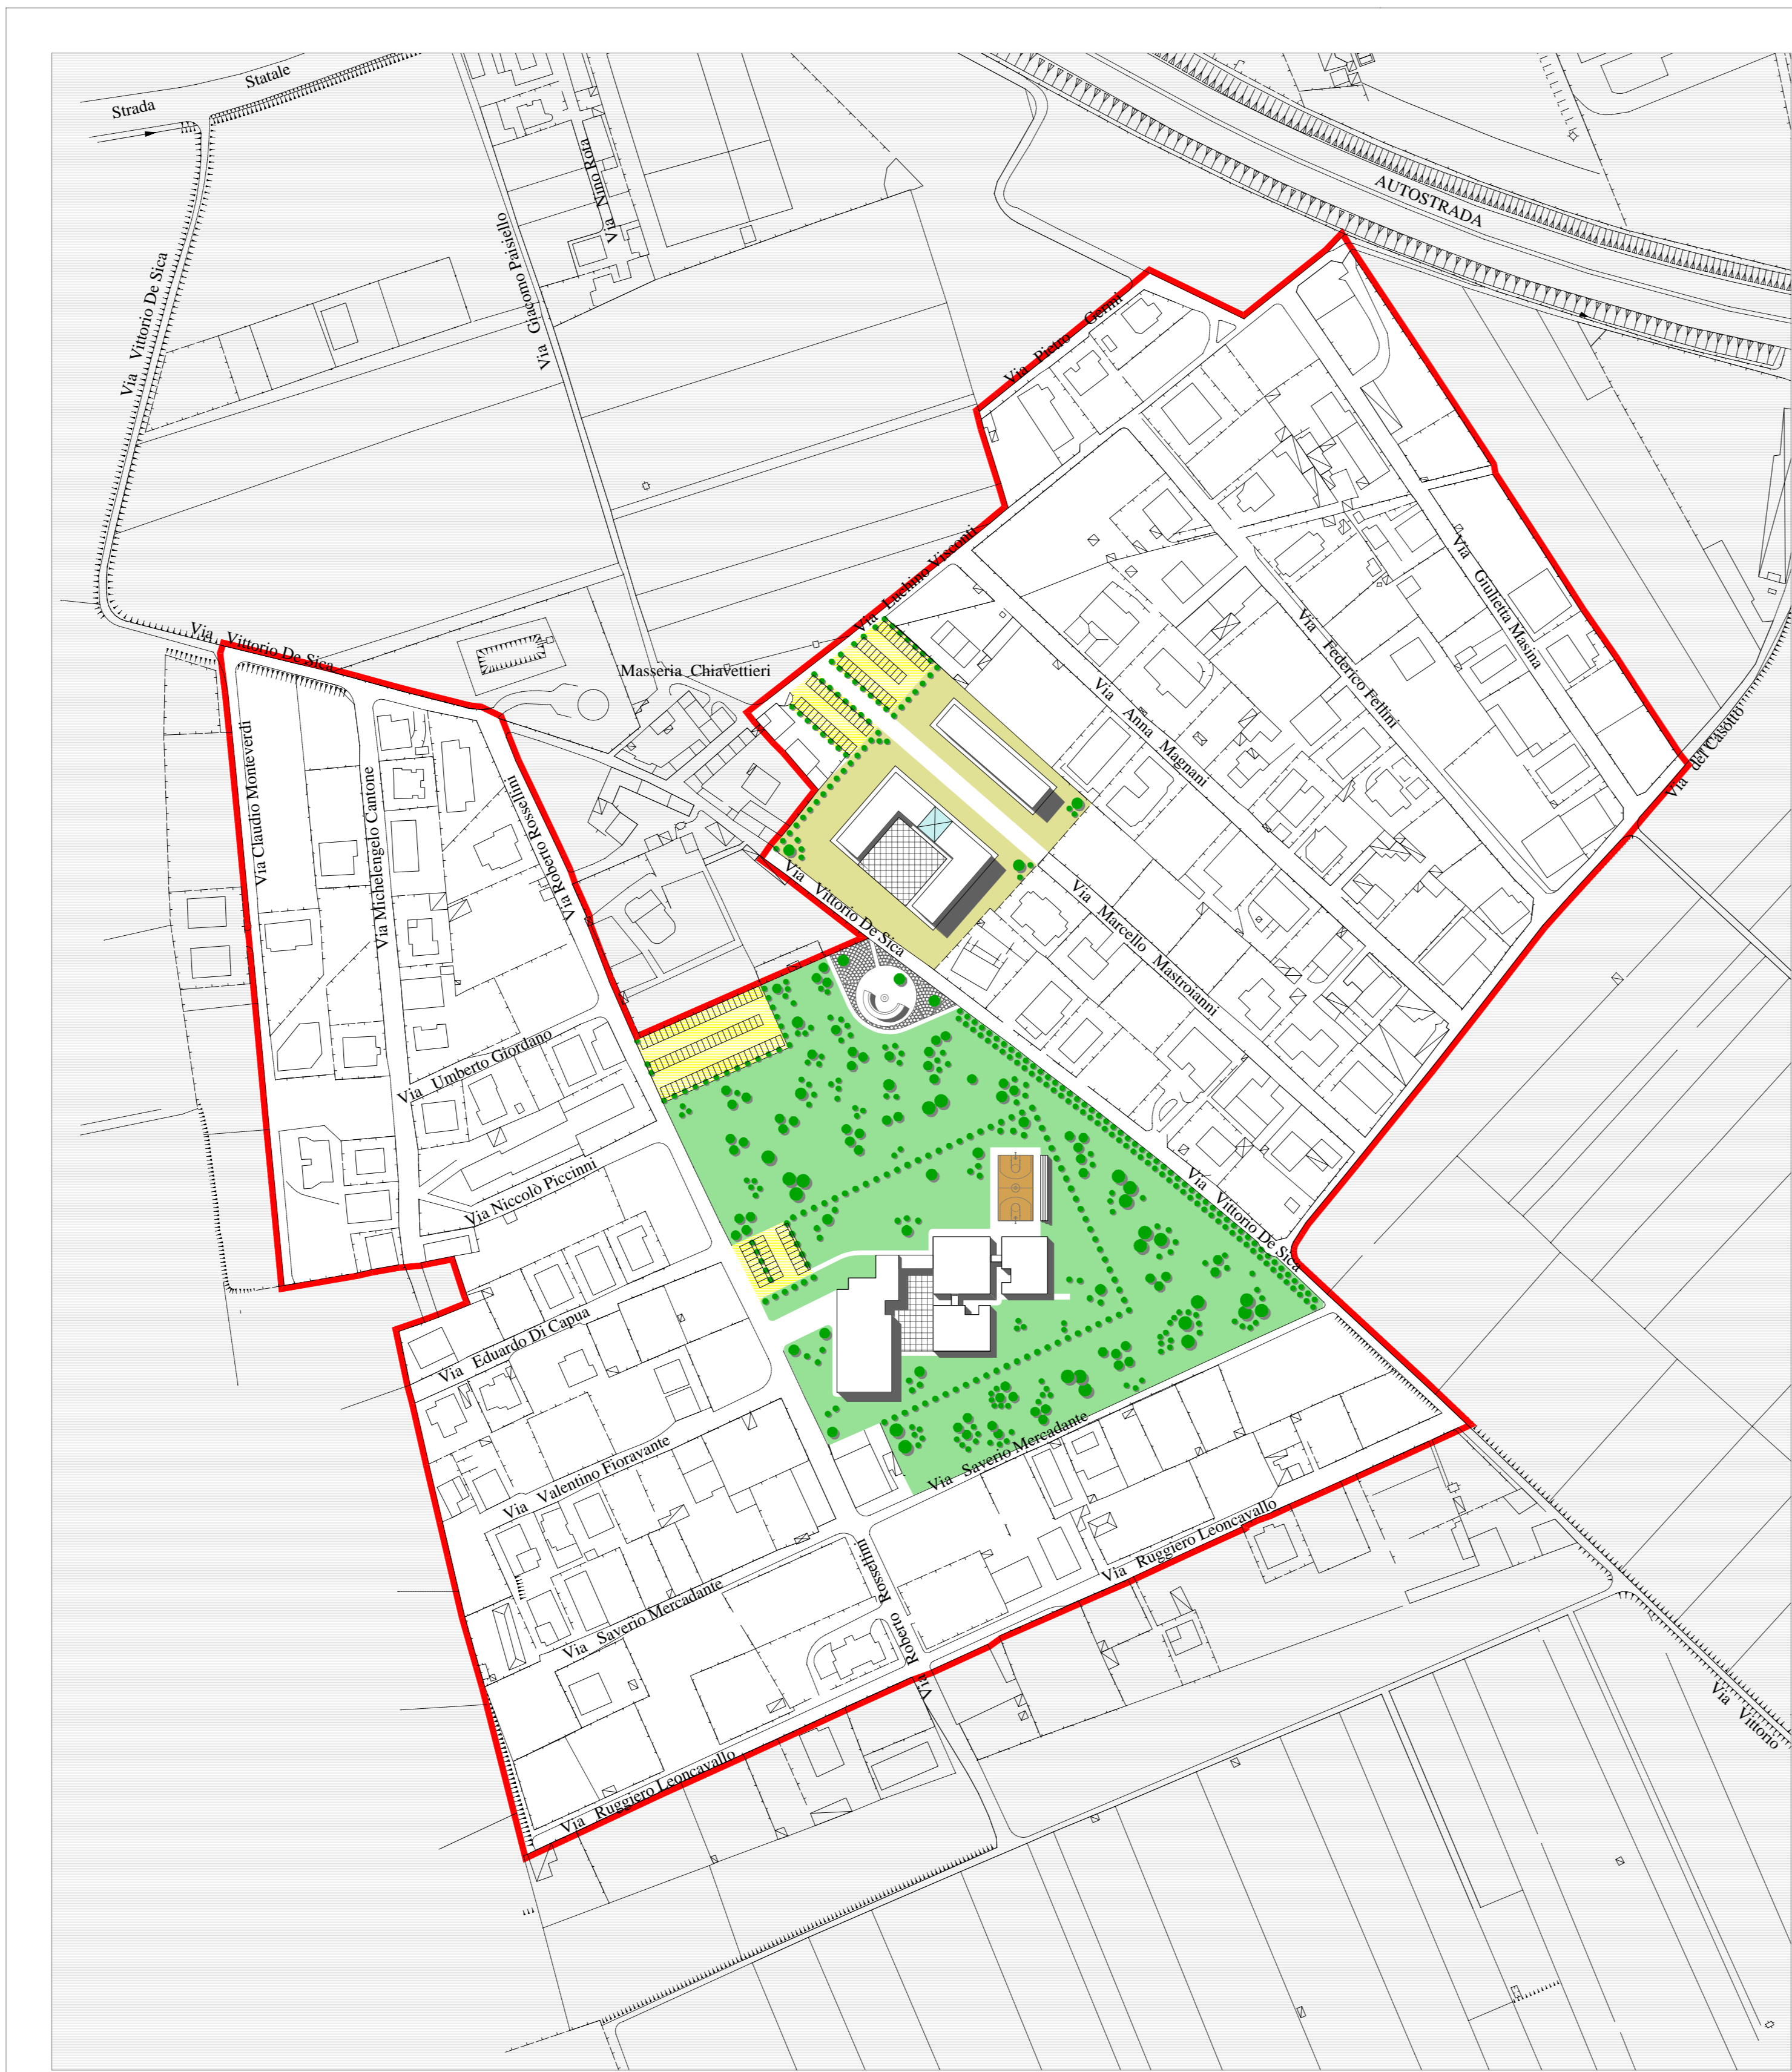 Strada Statale
AUTOSTRADA
Via Nino Rota
Via Giacomo Paisiello
Via Vittorio De Sica
Via Pietro Germi
Via Luchino Visconti
Via Vittorio De Sica
Masseria Chiavettieri
Via Giulietta Masina
Via Federico Fellini
Via Anna Magnani
Via del Casolto
Via Claudio Monteverdi
Via Michelengelo Cantone
Via Roberto Rossellini
Via Vittorio De Sica
Via Marcello Mastroianni
Via Umberto Giordano
Via Niccolò Piccinni
Via Vittorio De Sica
Via Eduardo Di Capua
Via Valentino Fioravante
Via Saverio Mercadante
Via Ruggiero Leoncavallo
Via Saverio Mercadante
Via Roberto Rossellini
Via Vittorio
Via Ruggiero Leoncavallo